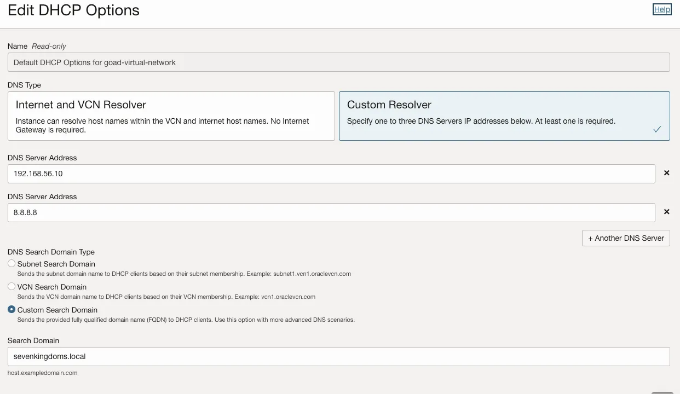 Edit DHCP Options
Help
Name Read-only
Default DHCP Options for goad-virtual-network
DNS Type
Internet and VCN Resolver
Instance can resolve host names within the VCN and internet host names. No Internet
Gateway is required.
Custom Resolver
Specify one to three DNS Servers IP addresses below. At least one is required.
DNS Server Address
192.168.56.10
×
DNS Server Address
8.8.8.8
×
+ Another DNS Server
DNS Search Domain Type
Subnet Search Domain
Sends the subnet domain name to DHCP clients based on their subnet membership. Example: subnet1.vcn1.oraclevcn.com
VCN Search Domain
Sends the VCN domain name to DHCP clients based on their VCN membership. Example: vcn1.oraclevcn.com
Custom Search Domain
Sends the provided fully qualified domain name (FQDN) to DHCP clients. Use this option with more advanced DNS scenarios.
Search Domain
sevenkingdoms.local
host.exampledomain.com